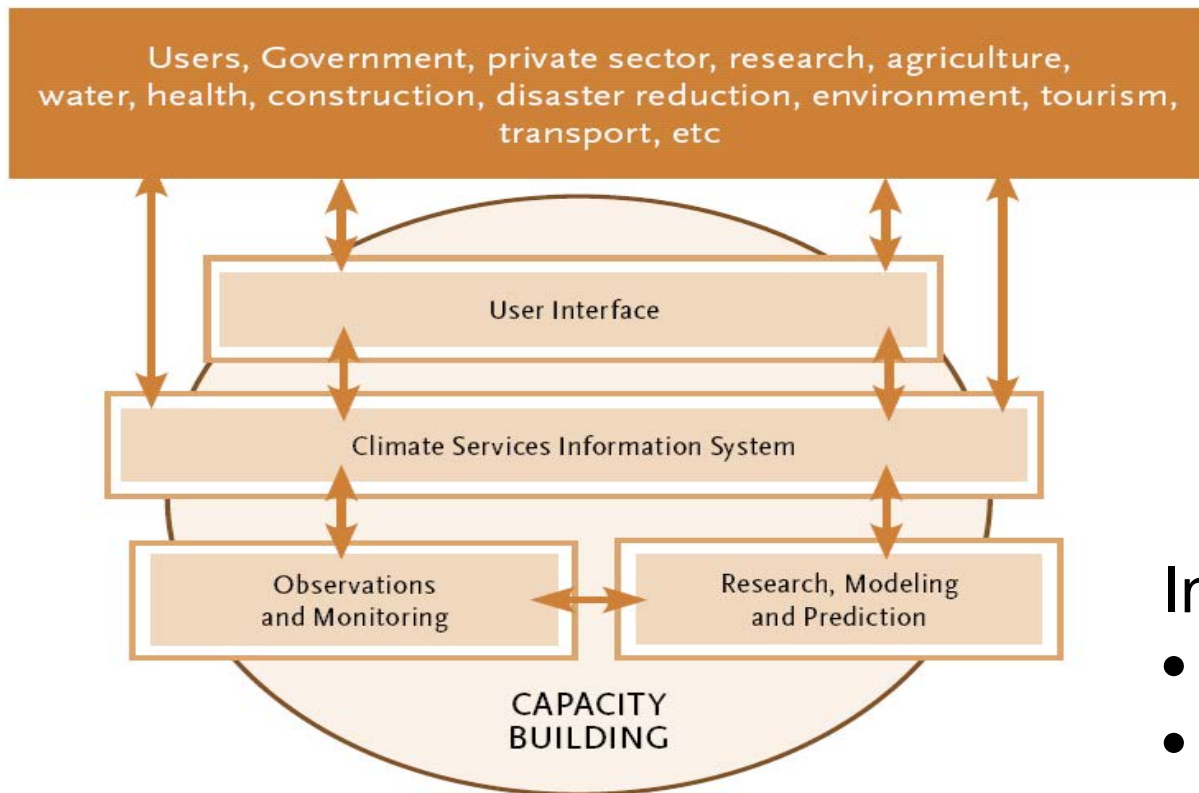 Users, Government, private sector, research, agriculture,
water, health, construction, disaster reduction, environment, tourism,
transport, etc
User Interface
Climate Services Information System
Observations
and Monitoring
Research, Modeling
and Prediction
CAPACITY
BUILDING
•
•